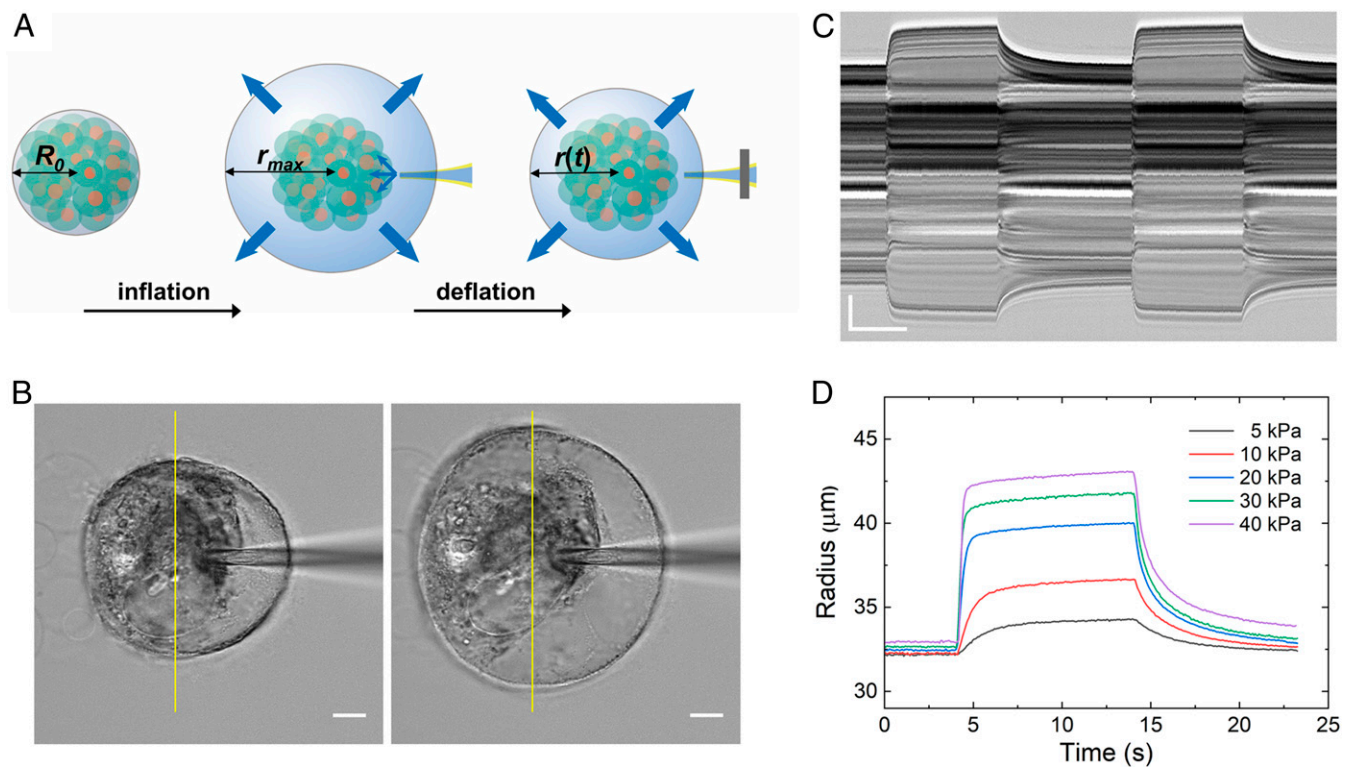 A
R0
rmax
r(t)
inflation
deflation
B
C
D
5 kPa
10 kPa
20 kPa
30 kPa
40 kPa
45
40
35
30
Radius (μm)
0 5 10 15 20 25
Time (s)